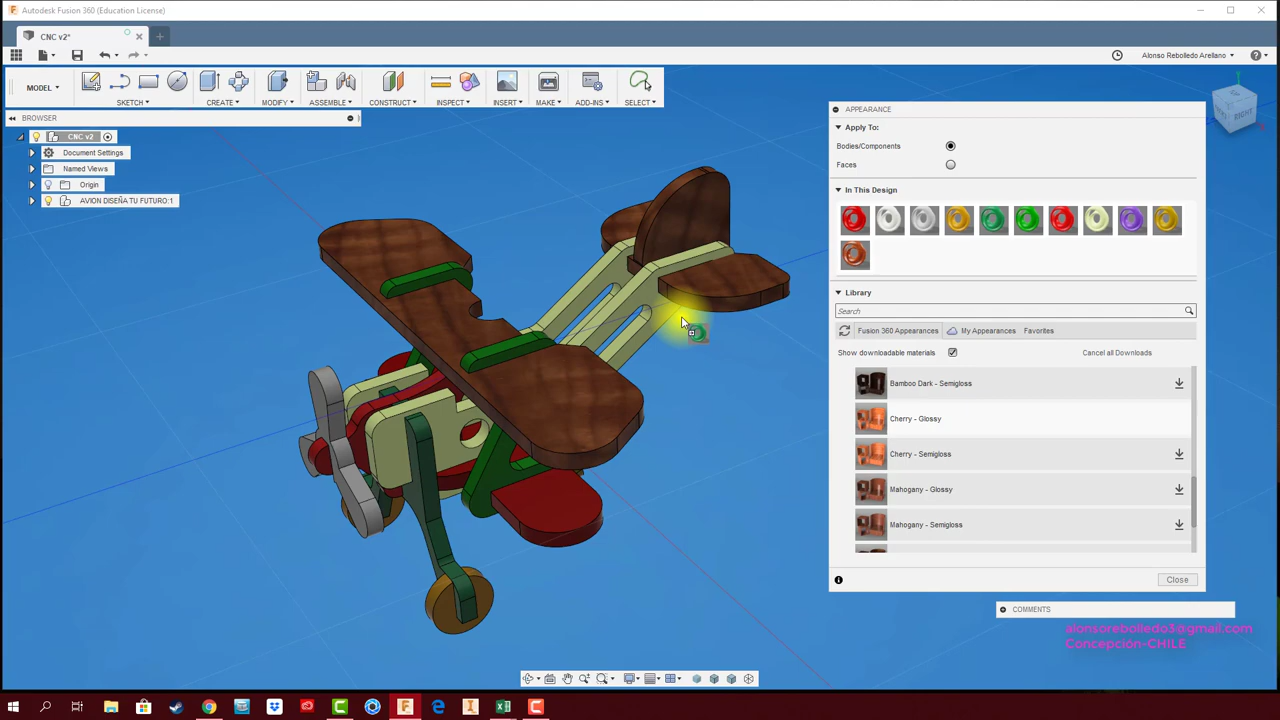 Autodesk Fusion 360 (Education License)
CNC v2*
Alonso Rebolledo Arellano
MODEL
SKETCH
CREATE
MODIFY
ASSEMBLE
CONSTRUCT
INSPECT
INSERT
MAKE
ADD-INS
SELECT
BROWSER
CNC v2
Document Settings
Named Views
Origin
AVION DISEÑA TU FUTURO:1
RIGHT
APPEARANCE
Apply To:
Bodies/Components
Faces
In This Design
Library
Search
Fusion 360 Appearances
My Appearances
Favorites
Show downloadable materials
Cancel all Downloads
Bamboo Dark - Semigloss
Cherry - Glossy
Cherry - Semigloss
Mahogany - Glossy
Mahogany - Semigloss
Close
COMMENTS
alonsorebolledo3@gmail.com
Concepción-CHILE